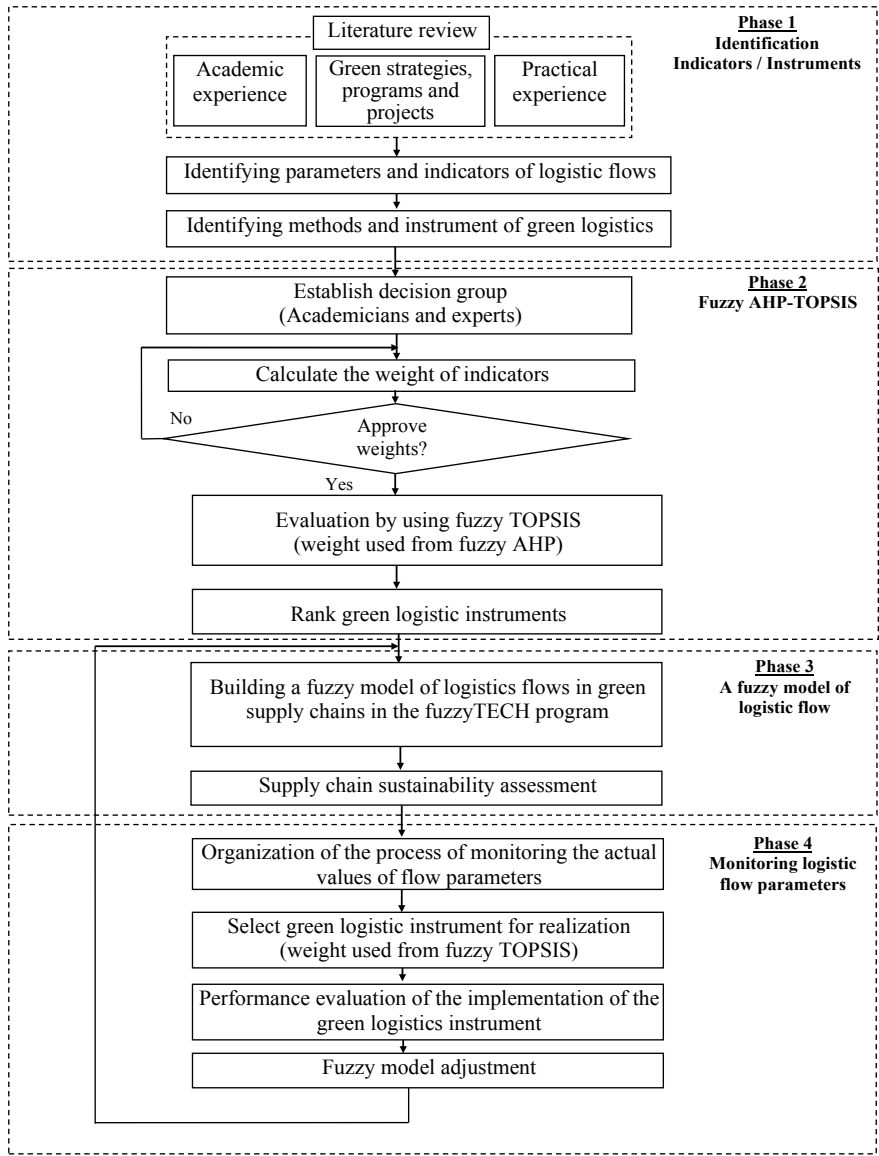 Phase 1
Identification
Indicators / Instruments
Literature review
Academic
experience
Green strategies,
programs and
projects
Practical
experience
Identifying parameters and indicators of logistic flows
Identifying methods and instrument of green logistics
Phase 2
Fuzzy AHP-TOPSIS
Establish decision group
(Academicians and experts)
Calculate the weight of indicators
No
Approve
weights?
Yes
Evaluation by using fuzzy TOPSIS
(weight used from fuzzy AHP)
Rank green logistic instruments
Phase 3
A fuzzy model of
logistic flow
Building a fuzzy model of logistics flows in green
supply chains in the fuzzyTECH program
Supply chain sustainability assessment
Phase 4
Monitoring logistic
flow parameters
Organization of the process of monitoring the actual
values of flow parameters
Select green logistic instrument for realization
(weight used from fuzzy TOPSIS)
Performance evaluation of the implementation of the
green logistics instrument
Fuzzy model adjustment